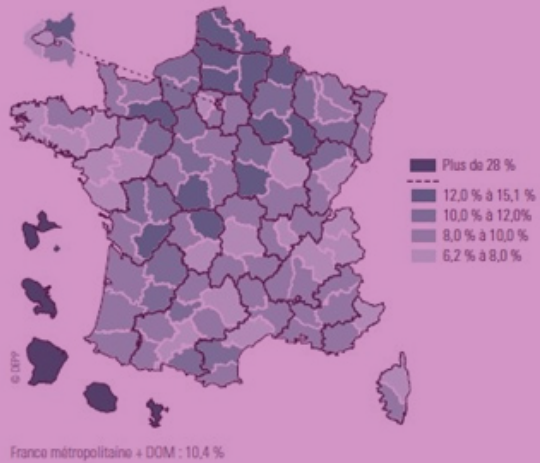 Plus de 28 %
12,0 % à 15,1 %
10,0 % à 12,0%
8,0 % à 10,0 %
6,2 % à 8,0 %
© DEPP
France métropolitaine + DOM : 10,4 %